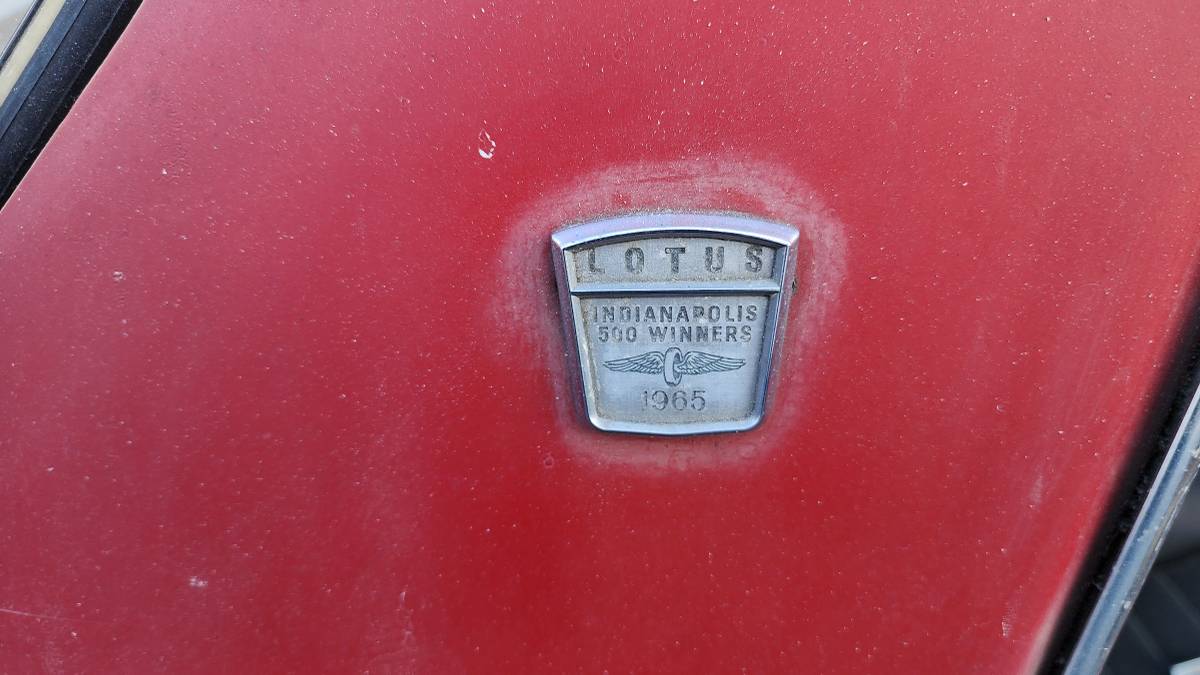 LOTUS
INDIANAPOLIS
500 WINNERS
1965